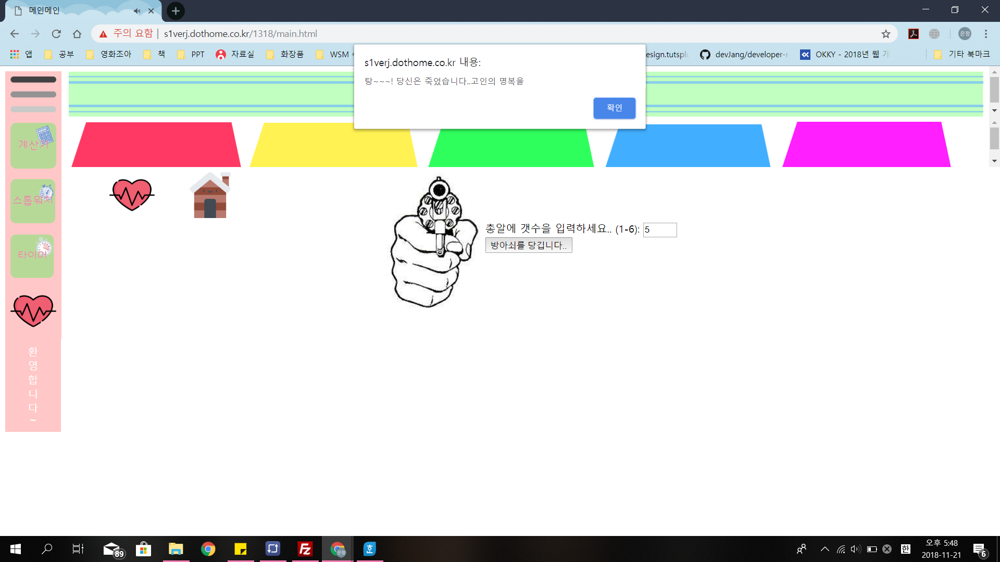 메인메인
주의 요함 | s1verj.dothome.co.kr/1318/main.html
은정
앱 공부 영화조아 책 PPT 자료실 화장품 WSM esign.tutsplu devJang/developer-r OKKY - 2018년 웹 개 기타 북마크
s1verj.dothome.co.kr 내용:
탕~~~! 당신은 죽었습니다..고인의 명복을
확인
계산기
스톱워치
타이머
총알에 갯수을 입력하세요.. (1-6): 5
방아쇠를 당깁니다..
환
영
합
니
다
~
89
Fz
한
오후 5:48
2018-11-21
6